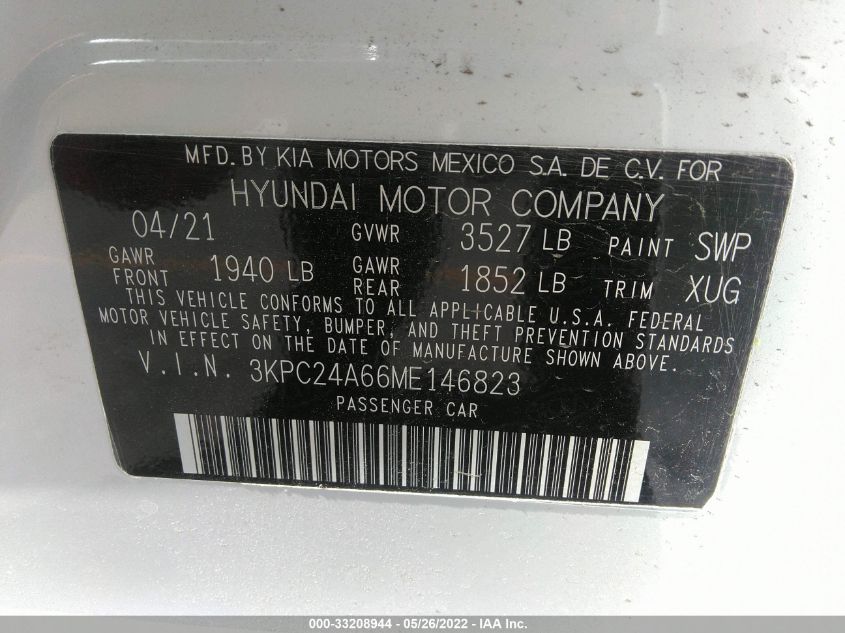 MFD. BY KIA MOTORS MEXICO S.A. DE C.V. FOR
HYUNDAI MOTOR COMPANY
04/21 GVWR 3527 LB PAINT SWP
GAWR FRONT 1940 LB GAWR REAR 1852 LB TRIM XUG
THIS VEHICLE CONFORMS TO ALL APPLICABLE U.S.A. FEDERAL
MOTOR VEHICLE SAFETY, BUMPER, AND THEFT PREVENTION STANDARDS
IN EFFECT ON THE DATE OF MANUFACTURE SHOWN ABOVE.
V.I.N. 3KPC24A66ME146823
PASSENGER CAR
000-33208944 - 05/26/2022 - IAA Inc.